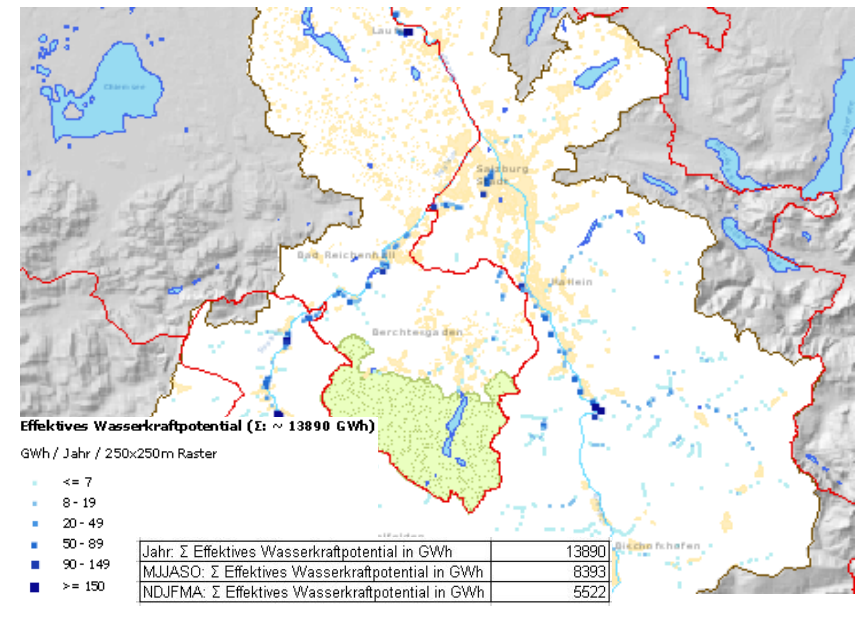 Lau
Chiemsee
Salzburg
Stadt
Bad Reichenhall
Hallein
Berchtesgaden
Effektives Wasserkraftpotential (Σ: ~ 13890 GWh)
GWh / Jahr / 250x250m Raster
<= 7
8 - 19
20 - 49
50 - 89
90 - 149
>= 150
Bischofshofen
Jahr: Σ Effektives Wasserkraftpotential in GWh 13890
MJJASO: Σ Effektives Wasserkraftpotential in GWh 8393
NDJFMA: Σ Effektives Wasserkraftpotential in GWh 5522